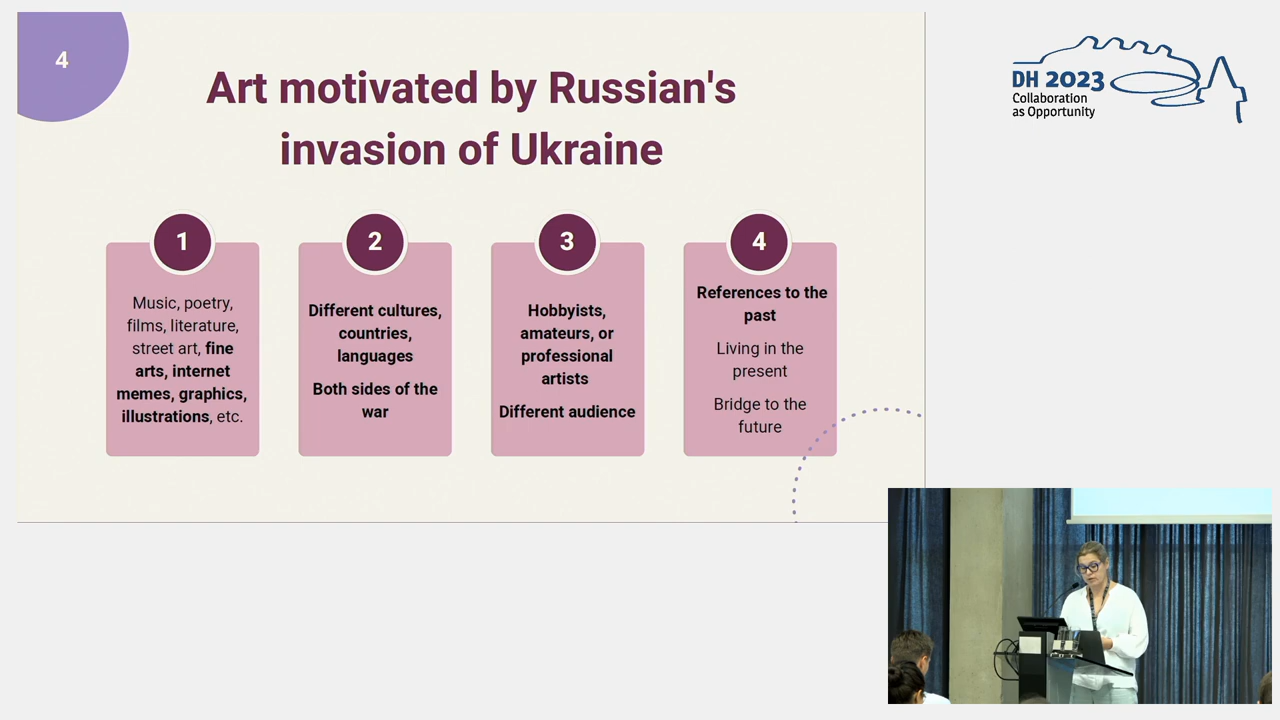 4
Art motivated by Russian's
invasion of Ukraine
1
Music, poetry,
films, literature,
street art, fine
arts, internet
memes, graphics,
illustrations, etc.
2
Different cultures,
countries,
languages
Both sides of the
war
3
Hobbyists,
amateurs, or
professional
artists
Different audience
4
References to the
past
Living in the
present
Bridge to the
future
DH 2023
Collaboration
as Opportunity